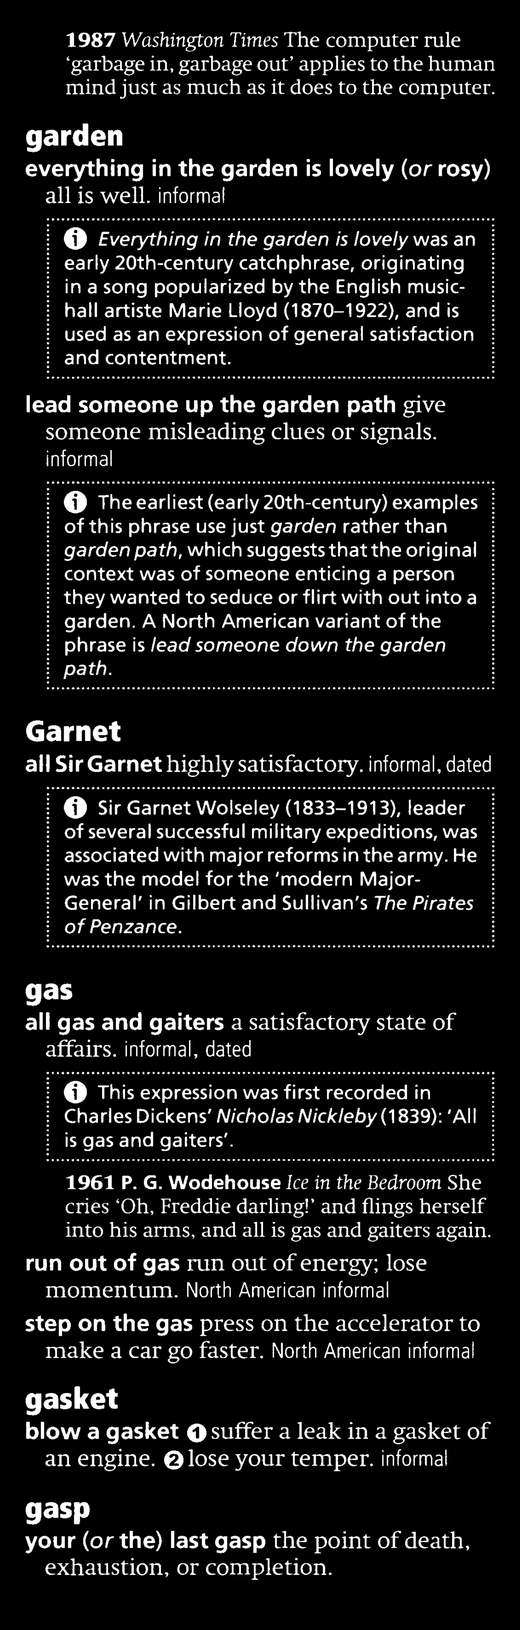 1987 Washington Times The computer rule
‘garbage in, garbage out’ applies to the human
mind just as much as it does to the computer.
garden
everything in the garden is lovely (or rosy)
all is well. informal
i Everything in the garden is lovely was an
early 20th-century catchphrase, originating
in a song popularized by the English music-
hall artiste Marie Lloyd (1870–1922), and is
used as an expression of general satisfaction
and contentment.
lead someone up the garden path give
someone misleading clues or signals.
informal
i The earliest (early 20th-century) examples
of this phrase use just garden rather than
garden path, which suggests that the original
context was of someone enticing a person
they wanted to seduce or flirt with out into a
garden. A North American variant of the
phrase is lead someone down the garden
path.
Garnet
all Sir Garnet highly satisfactory. informal, dated
i Sir Garnet Wolseley (1833–1913), leader
of several successful military expeditions, was
associated with major reforms in the army. He
was the model for the ‘modern Major-
General’ in Gilbert and Sullivan’s The Pirates
of Penzance.
gas
all gas and gaiters a satisfactory state of
affairs. informal, dated
i This expression was first recorded in
Charles Dickens’ Nicholas Nickleby (1839): ‘All
is gas and gaiters’.
1961 P. G. Wodehouse Ice in the Bedroom She
cries ‘Oh, Freddie darling!’ and flings herself
into his arms, and all is gas and gaiters again.
run out of gas run out of energy; lose
momentum. North American informal
step on the gas press on the accelerator to
make a car go faster. North American informal
gasket
blow a gasket ❶ suffer a leak in a gasket of
an engine. ❷ lose your temper. informal
gasp
your (or the) last gasp the point of death,
exhaustion, or completion.